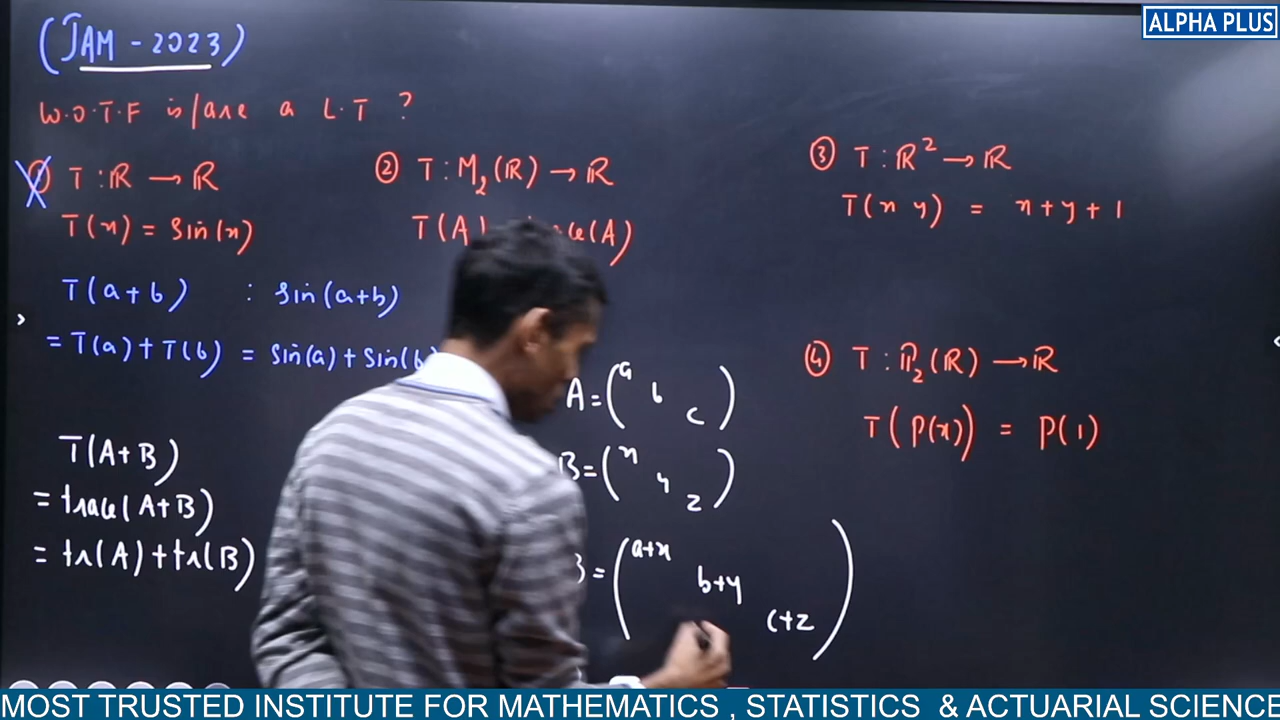 ALPHA PLUS
(JAM - 2023)
W.O.T.F is/are a L.T ?
① T : ℝ → ℝ
T(x) = sin(x)
T(a+b) : sin(a+b)
= T(a)+T(b) = sin(a)+sin(b
② T : M₂(ℝ) → ℝ
T(A) ce(A)
③ T : ℝ² → ℝ
T(x y) = x+y+1
④ T : P₂(ℝ) → ℝ
T(P(x)) = P(1)
T(A+B)
= trace(A+B)
= tr(A)+tr(B)
A = (a
b
c)
B = (x
y
z)
B = (a+x
b+y
c+z)
MOST TRUSTED INSTITUTE FOR MATHEMATICS , STATISTICS & ACTUARIAL SCIENCE